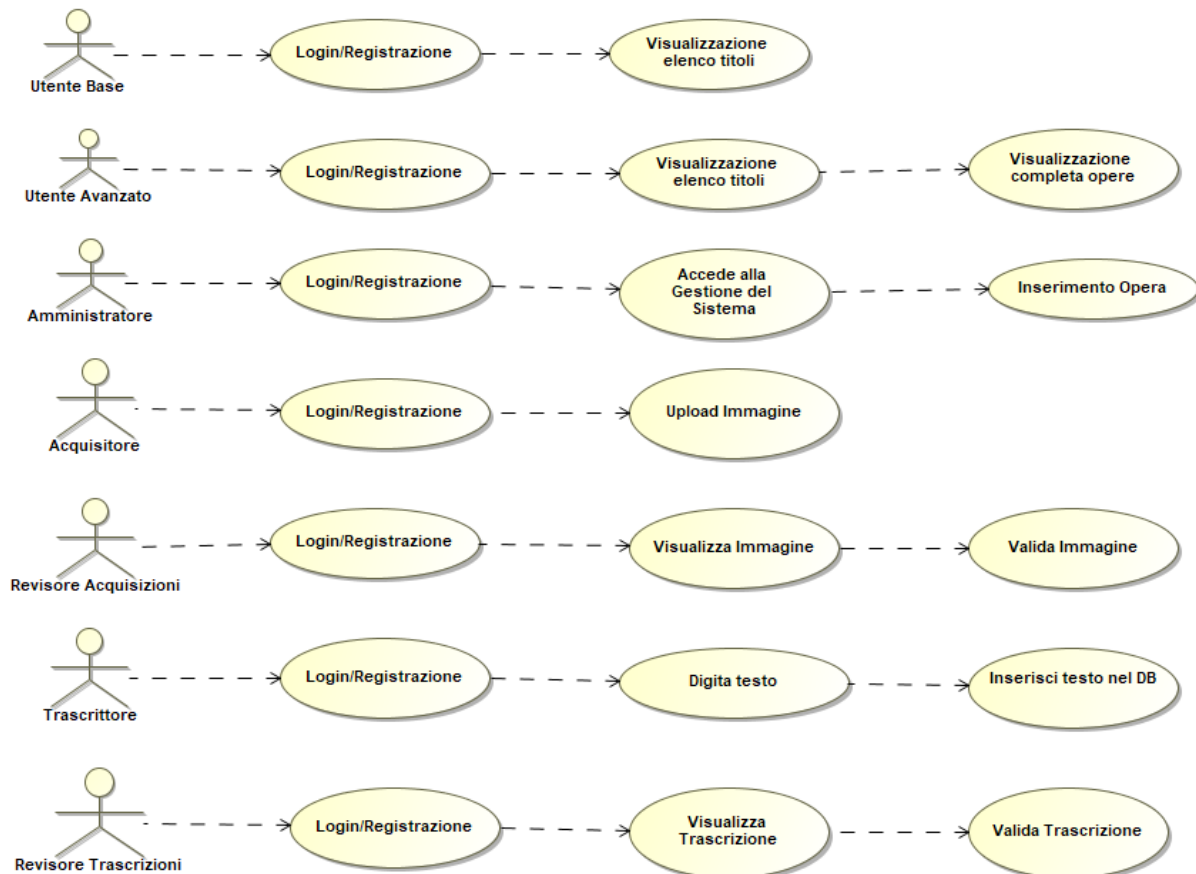 Login/Registrazione
Visualizzazione
elenco titoli
Utente Base
Login/Registrazione
Visualizzazione
elenco titoli
Visualizzazione
completa opere
Utente Avanzato
Login/Registrazione
Accede alla
Gestione del
Sistema
Inserimento Opera
Amministratore
Login/Registrazione
Upload Immagine
Acquisitore
Login/Registrazione
Visualizza Immagine
Valida Immagine
Revisore Acquisizioni
Login/Registrazione
Digita testo
Inserisci testo nel DB
Trascrittore
Login/Registrazione
Visualizza
Trascrizione
Valida Trascrizione
Revisore Trascrizioni